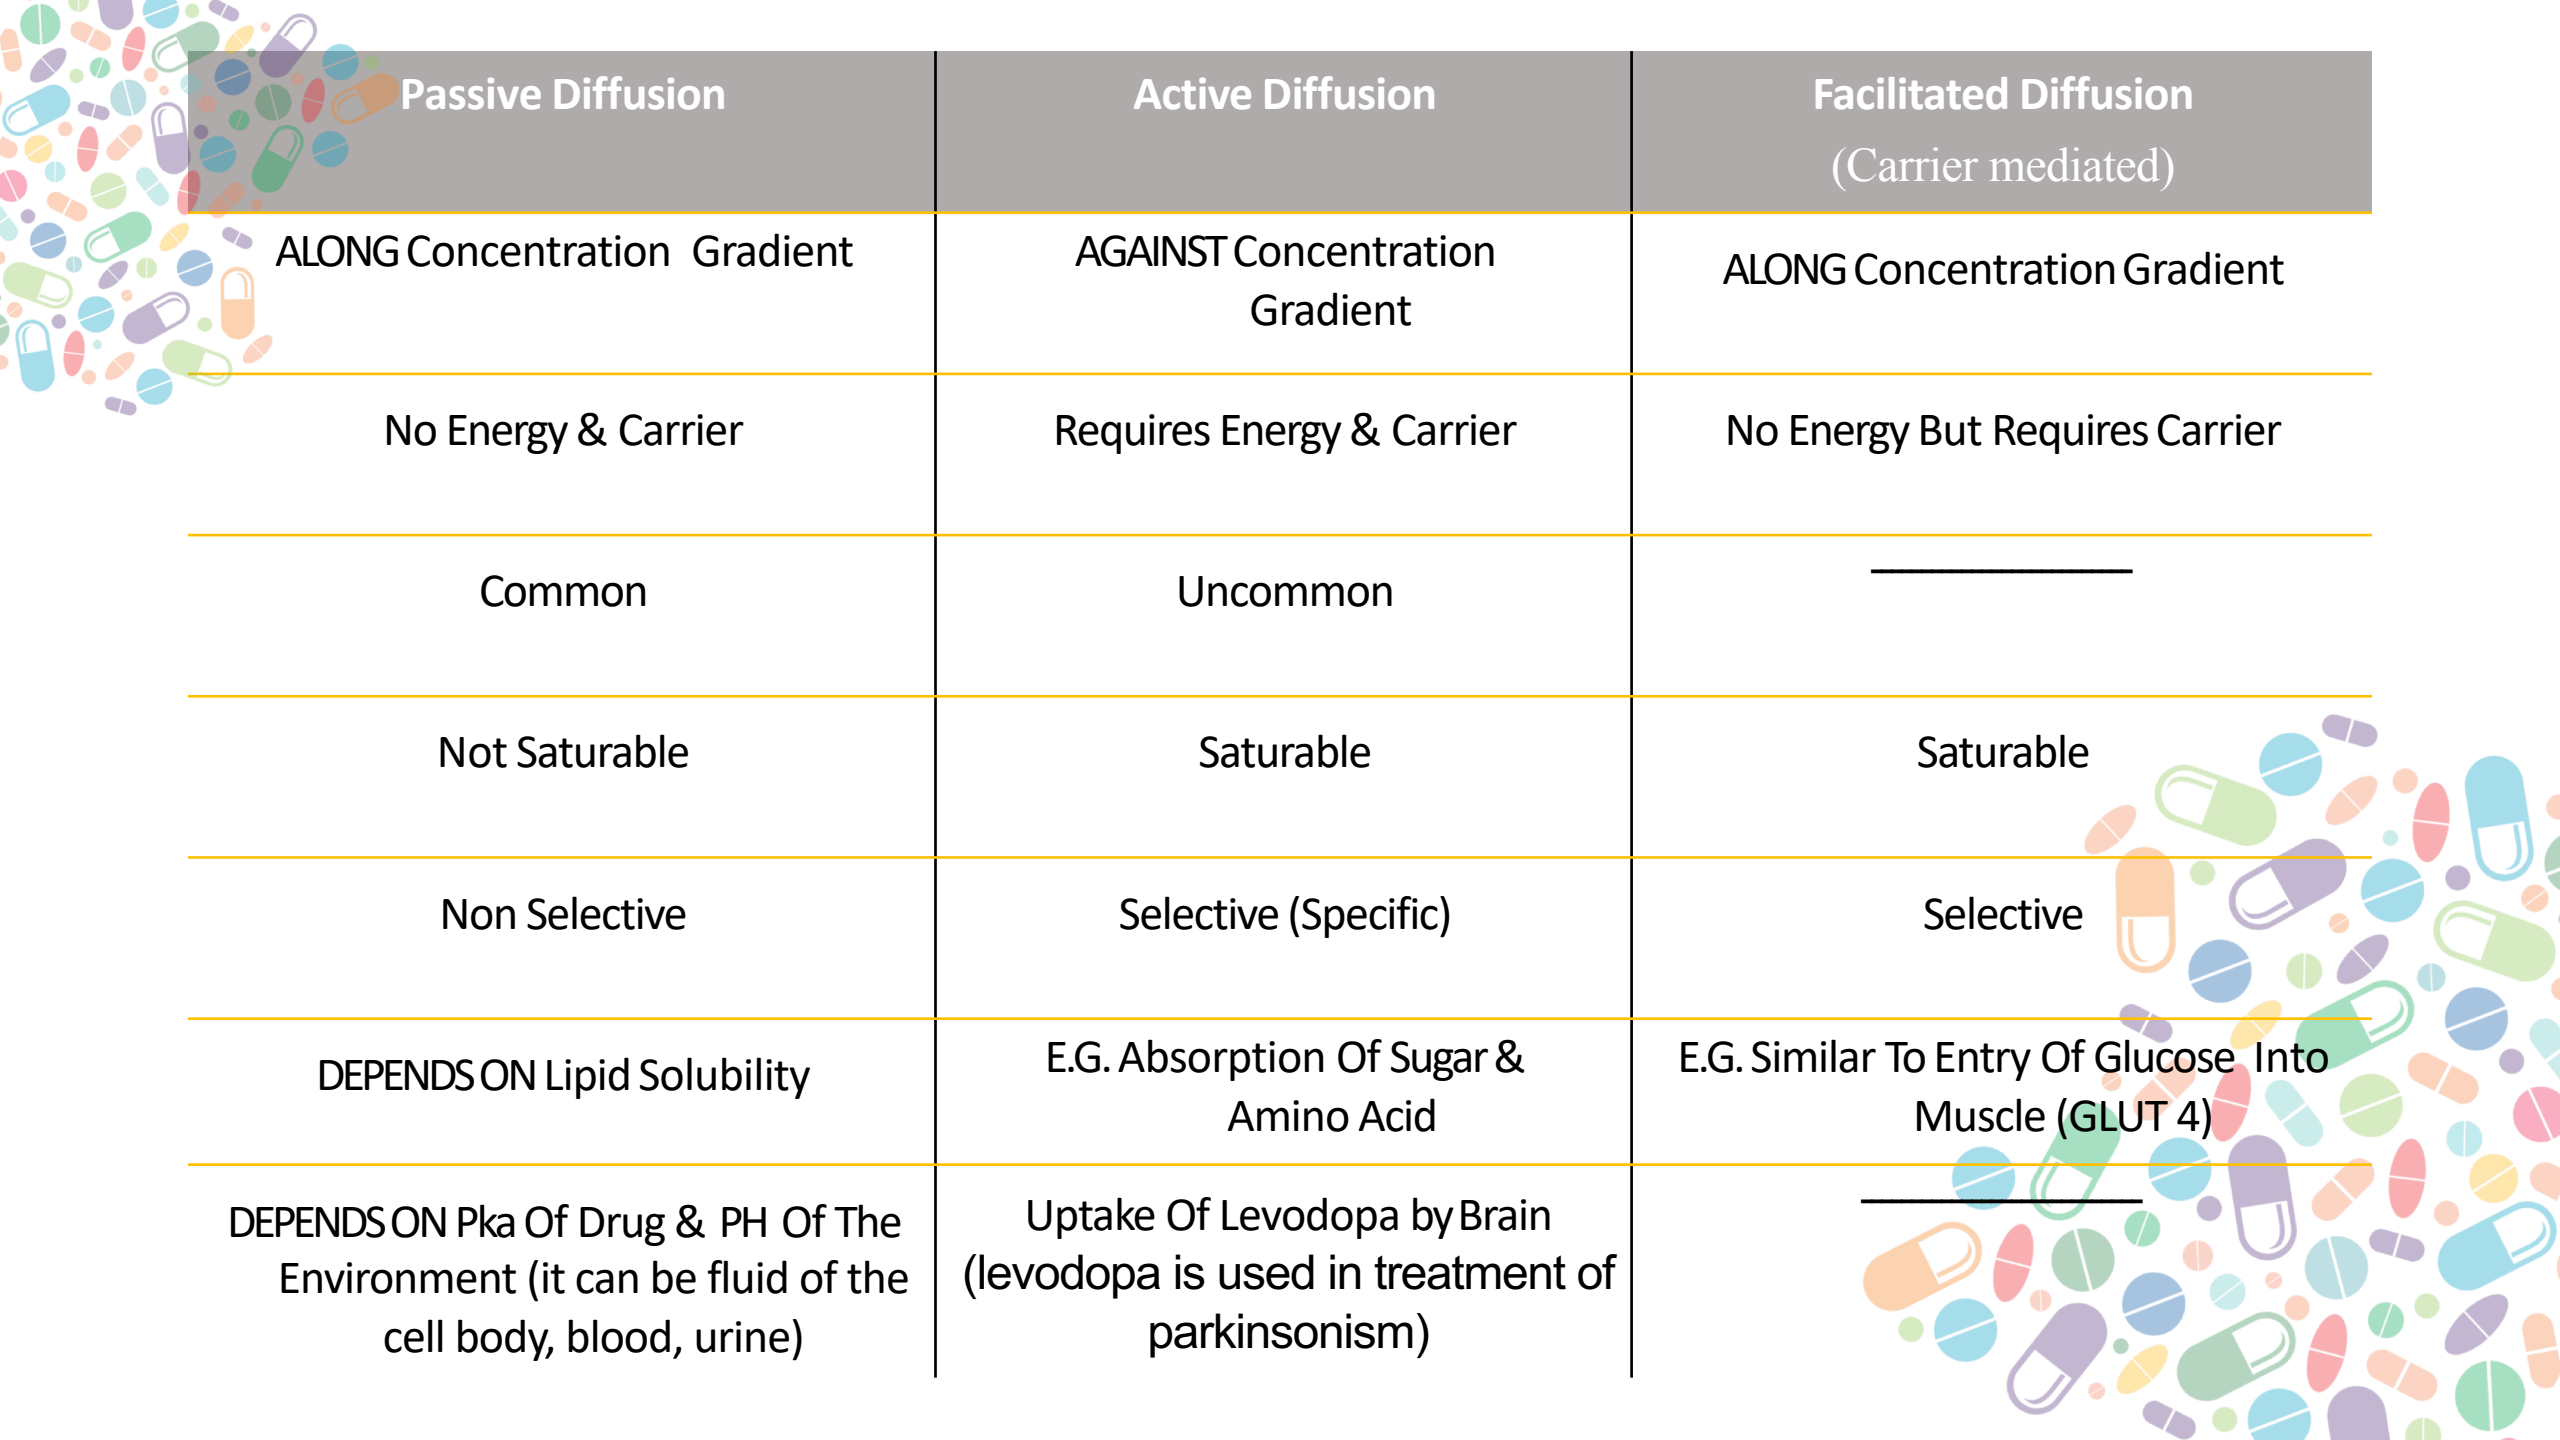 Passive Diffusion
Active Diffusion
Facilitated Diffusion
(Carrier mediated)
ALONG Concentration Gradient
AGAINST Concentration
Gradient
ALONG Concentration Gradient
No Energy & Carrier
Requires Energy & Carrier
No Energy But Requires Carrier
Common
Uncommon
Not Saturable
Saturable
Saturable
Non Selective
Selective (Specific)
Selective
DEPENDS ON Lipid Solubility
E.G. Absorption Of Sugar &
Amino Acid
E.G. Similar To Entry Of Glucose Into
Muscle (GLUT 4)
DEPENDS ON Pka Of Drug & PH Of The
Environment (it can be fluid of the
cell body, blood, urine)
Uptake Of Levodopa by Brain
(levodopa is used in treatment of
parkinsonism)